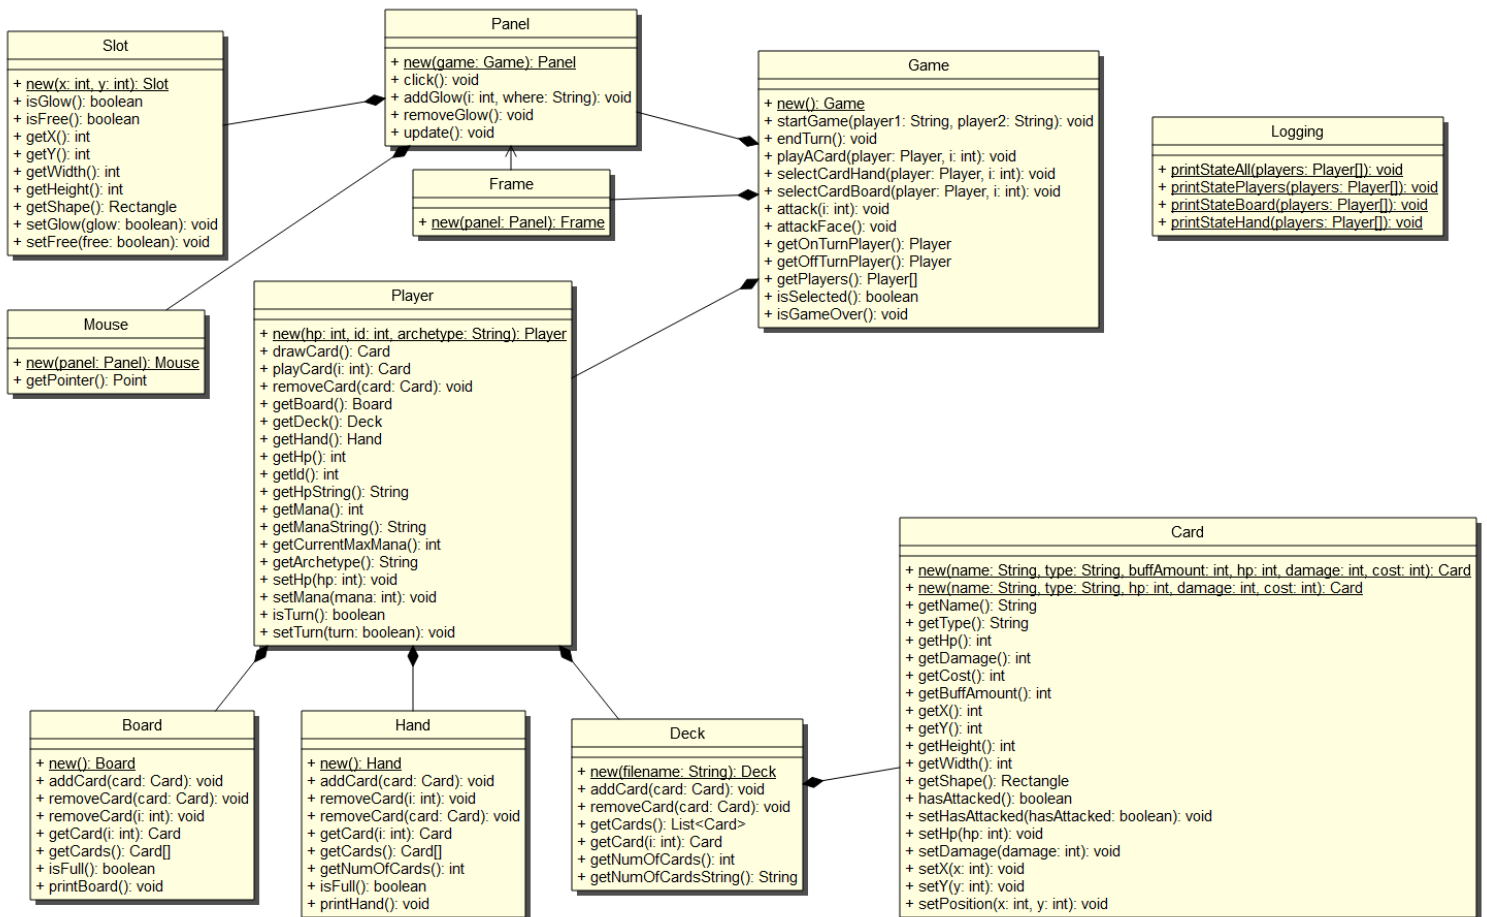 Slot
+ new(x: int, y: int): Slot
+ isGlow(): boolean
+ isFree(): boolean
+ getX(): int
+ getY(): int
+ getWidth(): int
+ getHeight(): int
+ getShape(): Rectangle
+ setGlow(glow: boolean): void
+ setFree(free: boolean): void
Panel
+ new(game: Game): Panel
+ click(): void
+ addGlow(i: int, where: String): void
+ removeGlow(): void
+ update(): void
Frame
+ new(panel: Panel): Frame
Game
+ new(): Game
+ startGame(player1: String, player2: String): void
+ endTurn(): void
+ playACard(player: Player, i: int): void
+ selectCardHand(player: Player, i: int): void
+ selectCardBoard(player: Player, i: int): void
+ attack(i: int): void
+ attackFace(): void
+ getOnTurnPlayer(): Player
+ getOffTurnPlayer(): Player
+ getPlayers(): Player[]
+ isSelected(): boolean
+ isGameOver(): void
Logging
+ printStateAll(players: Player[]): void
+ printStatePlayers(players: Player[]): void
+ printStateBoard(players: Player[]): void
+ printStateHand(players: Player[]): void
Mouse
+ new(panel: Panel): Mouse
+ getPointer(): Point
Player
+ new(hp: int, id: int, archetype: String): Player
+ drawCard(): Card
+ playCard(i: int): Card
+ removeCard(card: Card): void
+ getBoard(): Board
+ getDeck(): Deck
+ getHand(): Hand
+ getHp(): int
+ getId(): int
+ getHpString(): String
+ getMana(): int
+ getManaString(): String
+ getCurrentMaxMana(): int
+ getArchetype(): String
+ setHp(hp: int): void
+ setMana(mana: int): void
+ isTurn(): boolean
+ setTurn(turn: boolean): void
Board
+ new(): Board
+ addCard(card: Card): void
+ removeCard(card: Card): void
+ removeCard(i: int): void
+ getCard(i: int): Card
+ getCards(): Card[]
+ isFull(): boolean
+ printBoard(): void
Hand
+ new(): Hand
+ addCard(card: Card): void
+ removeCard(i: int): void
+ removeCard(card: Card): void
+ getCard(i: int): Card
+ getCards(): Card[]
+ getNumOfCards(): int
+ isFull(): boolean
+ printHand(): void
Deck
+ new(filename: String): Deck
+ addCard(card: Card): void
+ removeCard(card: Card): void
+ getCards(): List<Card>
+ getCard(i: int): Card
+ getNumOfCards(): int
+ getNumOfCardsString(): String
Card
+ new(name: String, type: String, buffAmount: int, hp: int, damage: int, cost: int): Card
+ new(name: String, type: String, hp: int, damage: int, cost: int): Card
+ getName(): String
+ getType(): String
+ getHp(): int
+ getDamage(): int
+ getCost(): int
+ getBuffAmount(): int
+ getX(): int
+ getY(): int
+ getHeight(): int
+ getWidth(): int
+ getShape(): Rectangle
+ hasAttacked(): boolean
+ setHasAttacked(hasAttacked: boolean): void
+ setHp(hp: int): void
+ setDamage(damage: int): void
+ setX(x: int): void
+ setY(y: int): void
+ setPosition(x: int, y: int): void